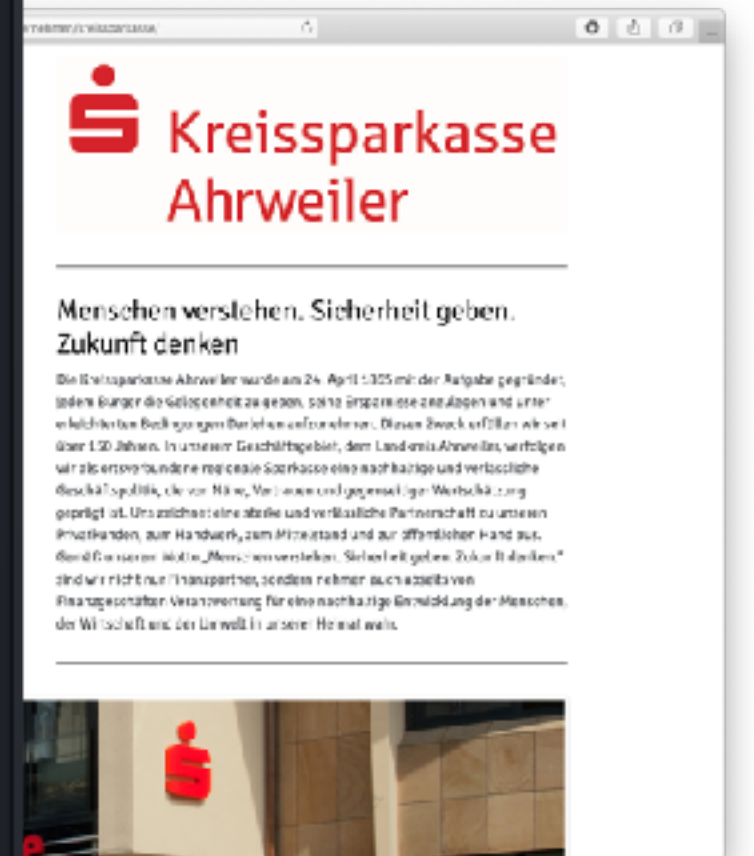 Kreissparkasse
Ahrweiler
Menschen verstehen. Sicherheit geben.
Zukunft denken
Die Kreissparkasse Ahrweiler wurde am 24. April mit der Aufgabe gegründet,
jedem Bürger die Gelegenheit zu geben, seine Ersparnisse anzulegen und unter
erleichterten Bedingungen Darlehen aufzunehmen. Diesen Zweck erfüllen wir seit
über 150 Jahren. In unserem Geschäftsgebiet, dem Landkreis Ahrweiler, verfolgen
wir als ortsverbundene regionale Sparkasse eine nachhaltige und verlässliche
Geschäftspolitik, die von Nähe, Vertrauen und gegenseitiger Wertschätzung
geprägt ist. Uns zeichnet eine starke und verlässliche Partnerschaft zu unseren
Privatkunden, zum Handwerk, zum Mittelstand und zur öffentlichen Hand aus.
Gemäß unserem Motto „Menschen verstehen. Sicherheit geben. Zukunft denken."
sind wir nicht nur Finanzpartner, sondern nehmen auch abseits von
Finanzgeschäften Verantwortung für eine nachhaltige Entwicklung der Menschen,
der Wirtschaft und der Umwelt in unserer Heimat wahr.